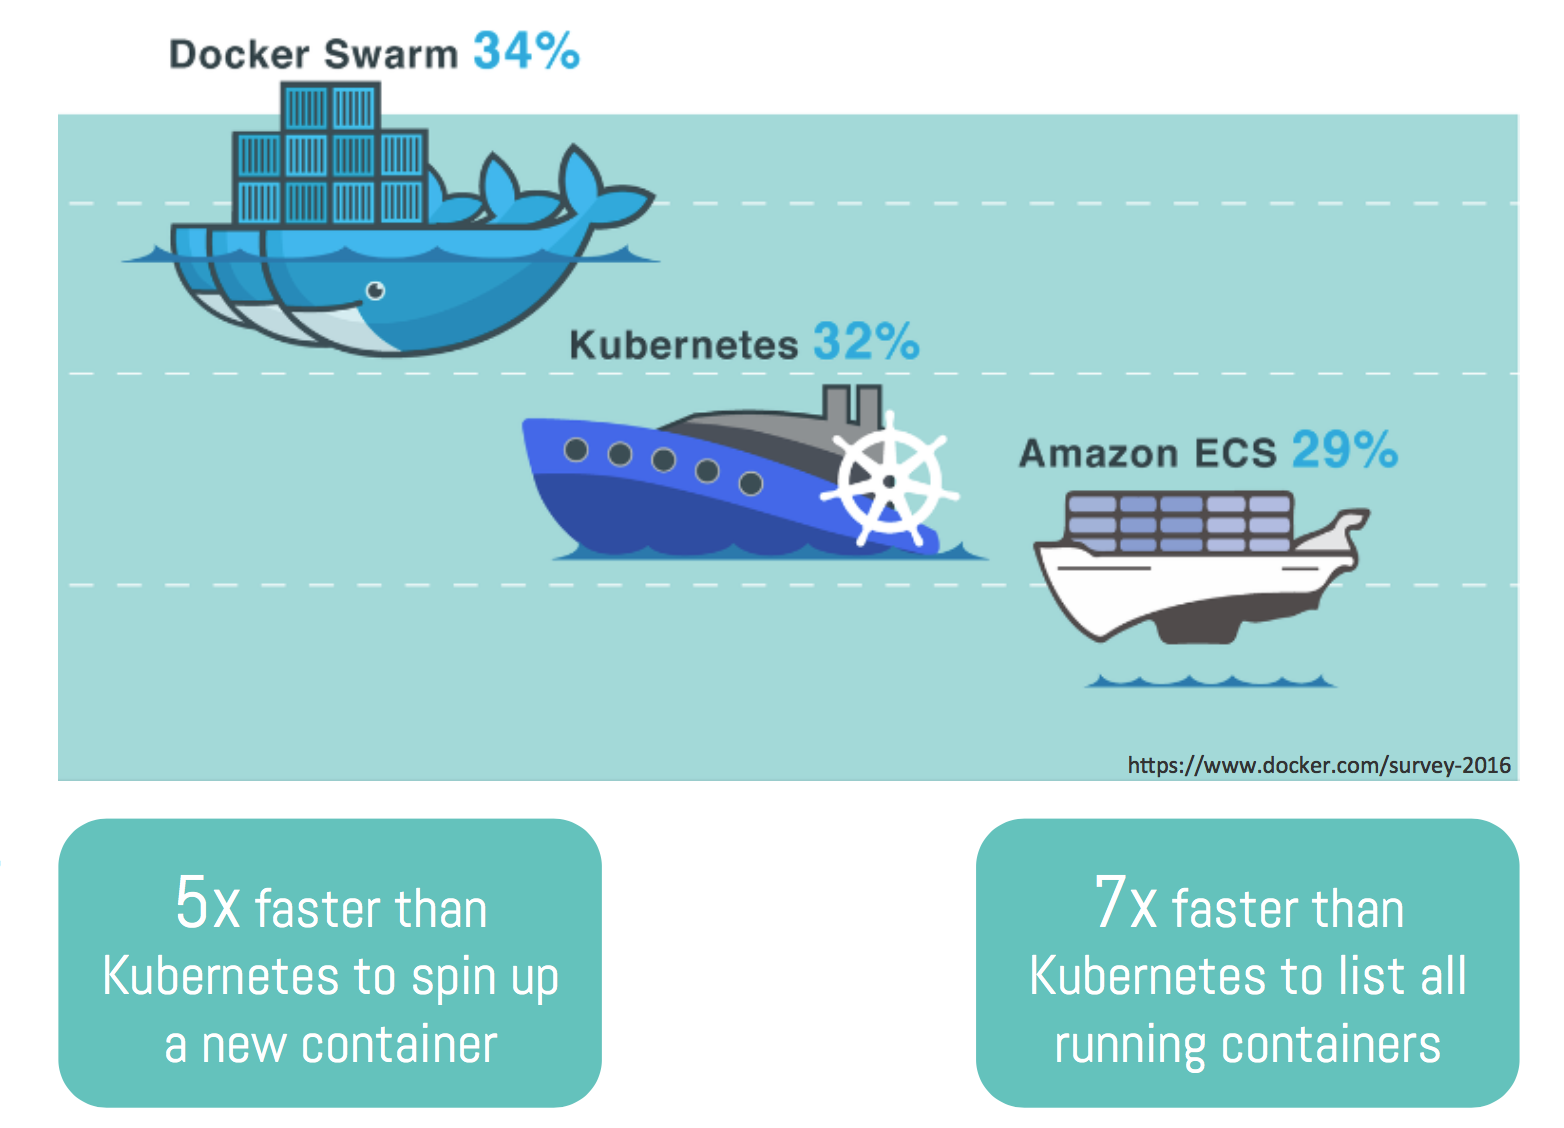 Docker Swarm 34%
Kubernetes 32%
Amazon ECS 29%
https://www.docker.com/survey-2016
5x faster than
Kubernetes to spin up
a new container
7x faster than
Kubernetes to list all
running containers